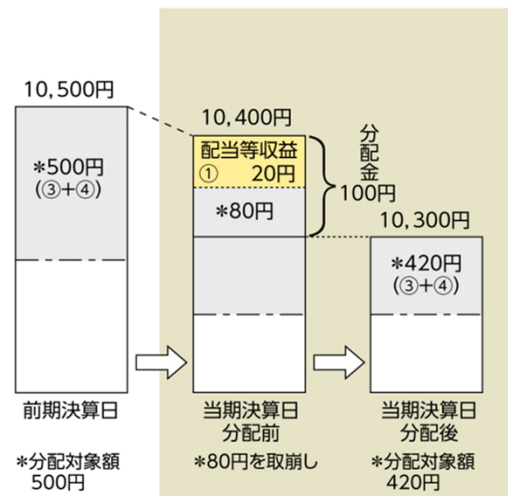 10,500円
*500円
(③+④)
前期決算日
*分配対象額
500円
10,400円
配当等収益
① 20円
*80円
分配金
100円
当期決算日
分配前
*80円を取崩し
10,300円
*420円
(③+④)
当期決算日
分配後
*分配対象額
420円